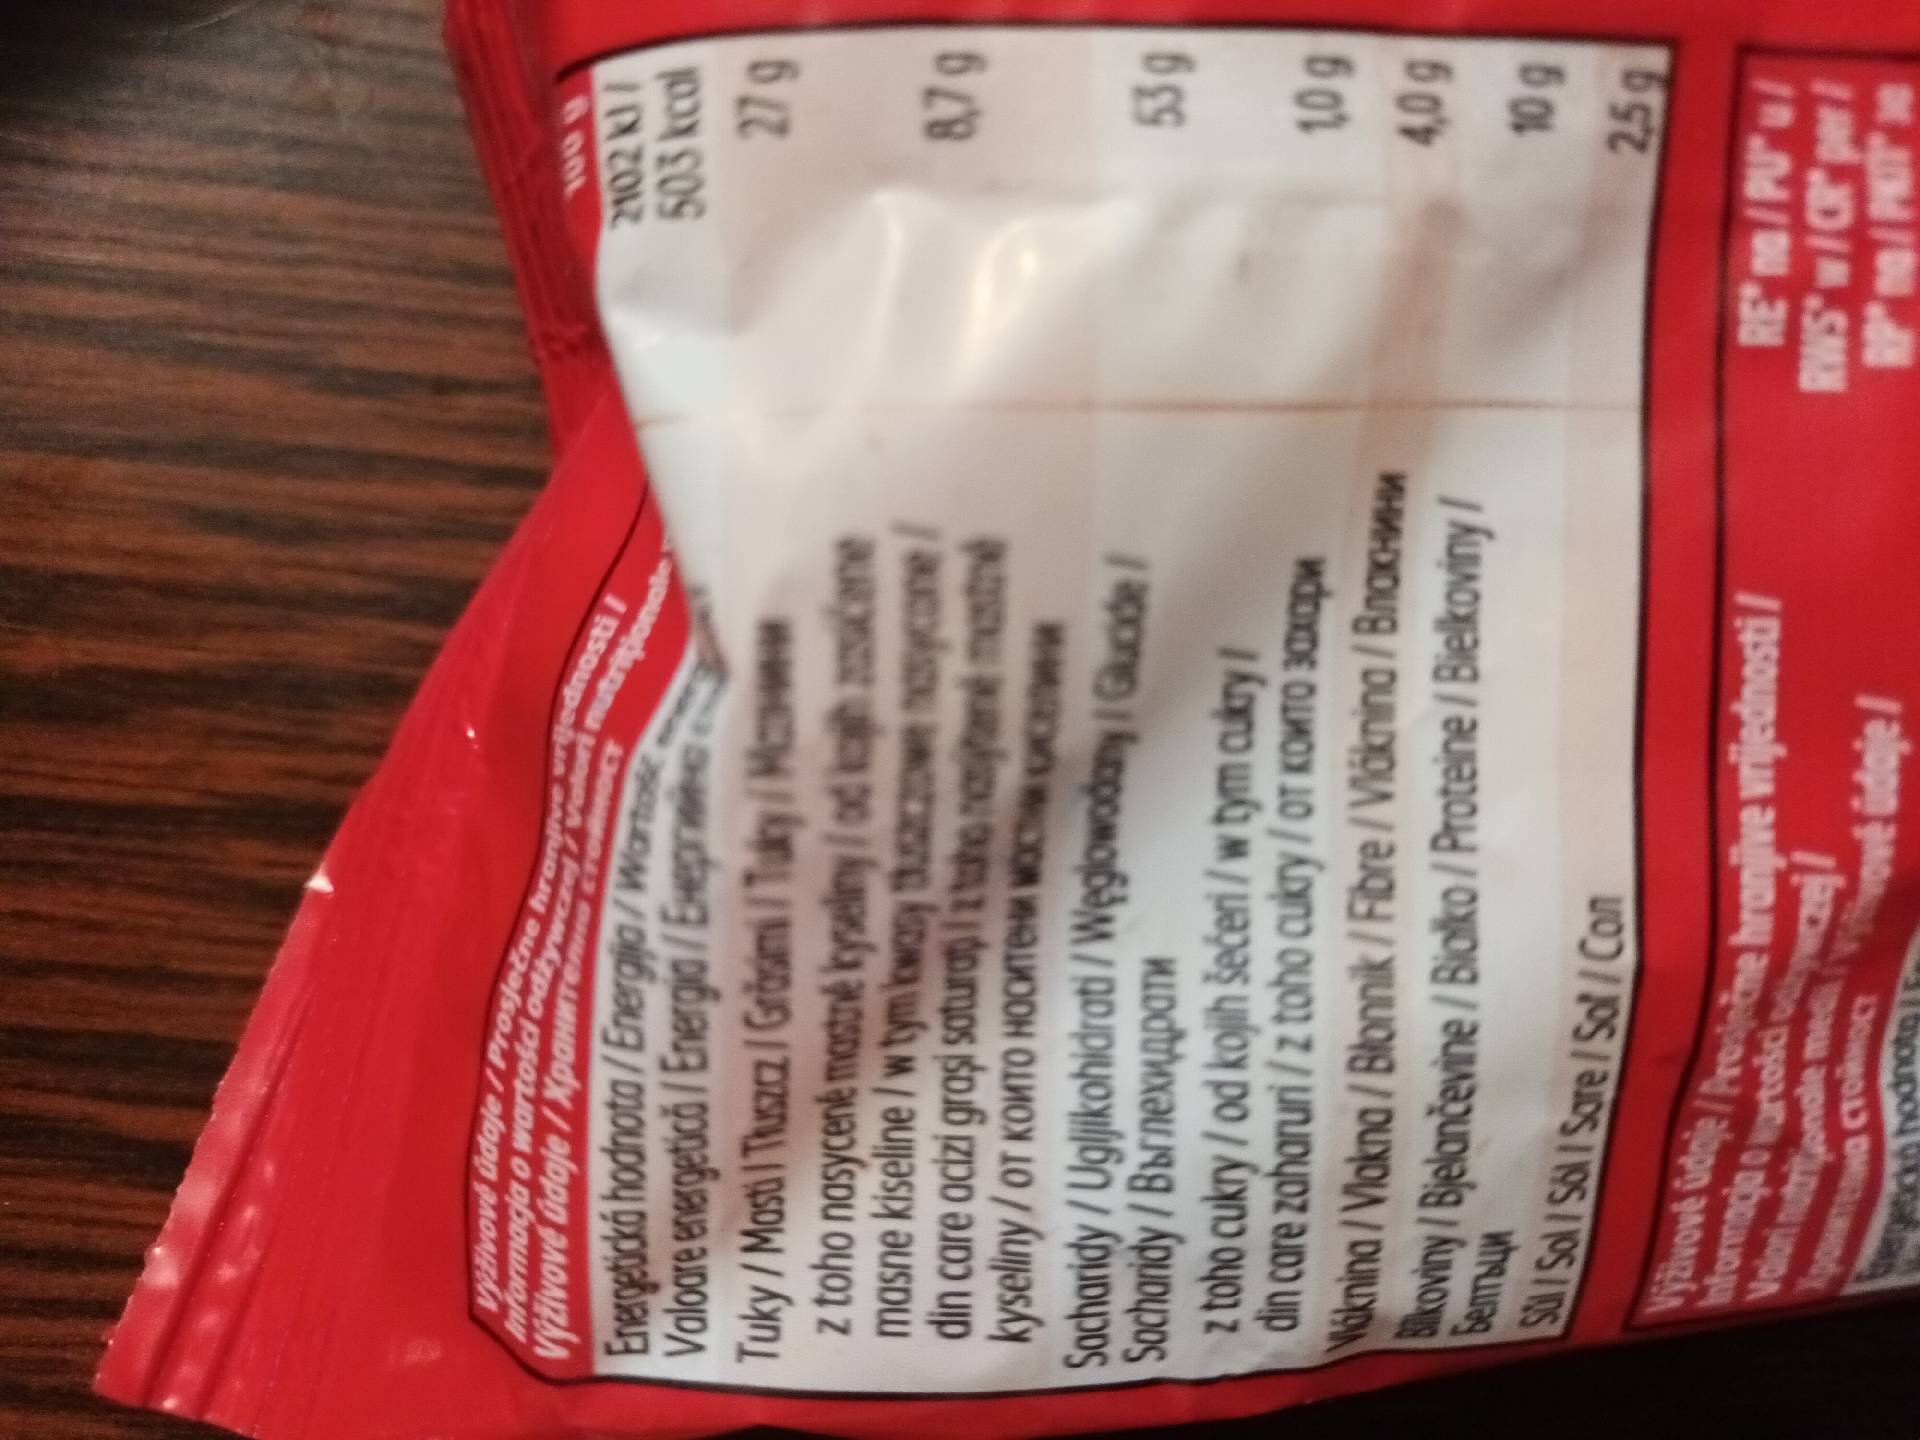 Výživové údaje / Prosječne hranjive vrijednosti /
Informacja o wartości odżywczej / Valori nutriționale
Výživové údaje / Хранителна стойност
100 g
Energetická hodnota / Energija / Wartość
Valoare energetică / Energia / Енергийна
2102 kJ /
503 kcal
Tuky / Masti / Tłuszcz / Grăsimi / Tuky / Мазнини
27 g
z toho nasycené mastné kyseliny / od kojih zasićene
masne kiseline / w tym kwasy tłuszczowe nasycone /
din care acizi grași saturați / z toho nasýtené mastné
kyseliny / от които наситени мастни киселини
8,7 g
Sacharidy / Ugljikohidrati / Węglowodany / Glucide /
Sacharidy / Въглехидрати
53 g
z toho cukry / od kojih šećeri / w tym cukry /
din care zaharuri / z toho cukry / от които захари
1,0 g
Vláknina / Vlakna / Błonnik / Fibre / Vláknina / Влакнини
4,0 g
Bílkoviny / Bjelančevine / Białko / Proteine / Bielkoviny /
Белтъци
10 g
Sůl / Sol / Sól / Sare / Soľ / Сол
2,5 g
Výživové údaje / Prosječne hranjive vrijednosti /
Informacja o wartości odżywczej /
Valori nutriționale medii / Výživové údaje /
Хранителна стойност
RE* na / PU* u /
RWS* w / CR* per /
RP* na / РКП* за
hodnota